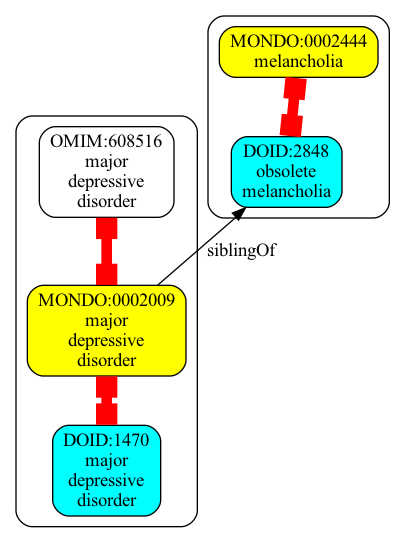 MONDO:0002444
melancholia
DOID:2848
obsolete
melancholia
OMIM:608516
major
depressive
disorder
siblingOf
MONDO:0002009
major
depressive
disorder
DOID:1470
major
depressive
disorder